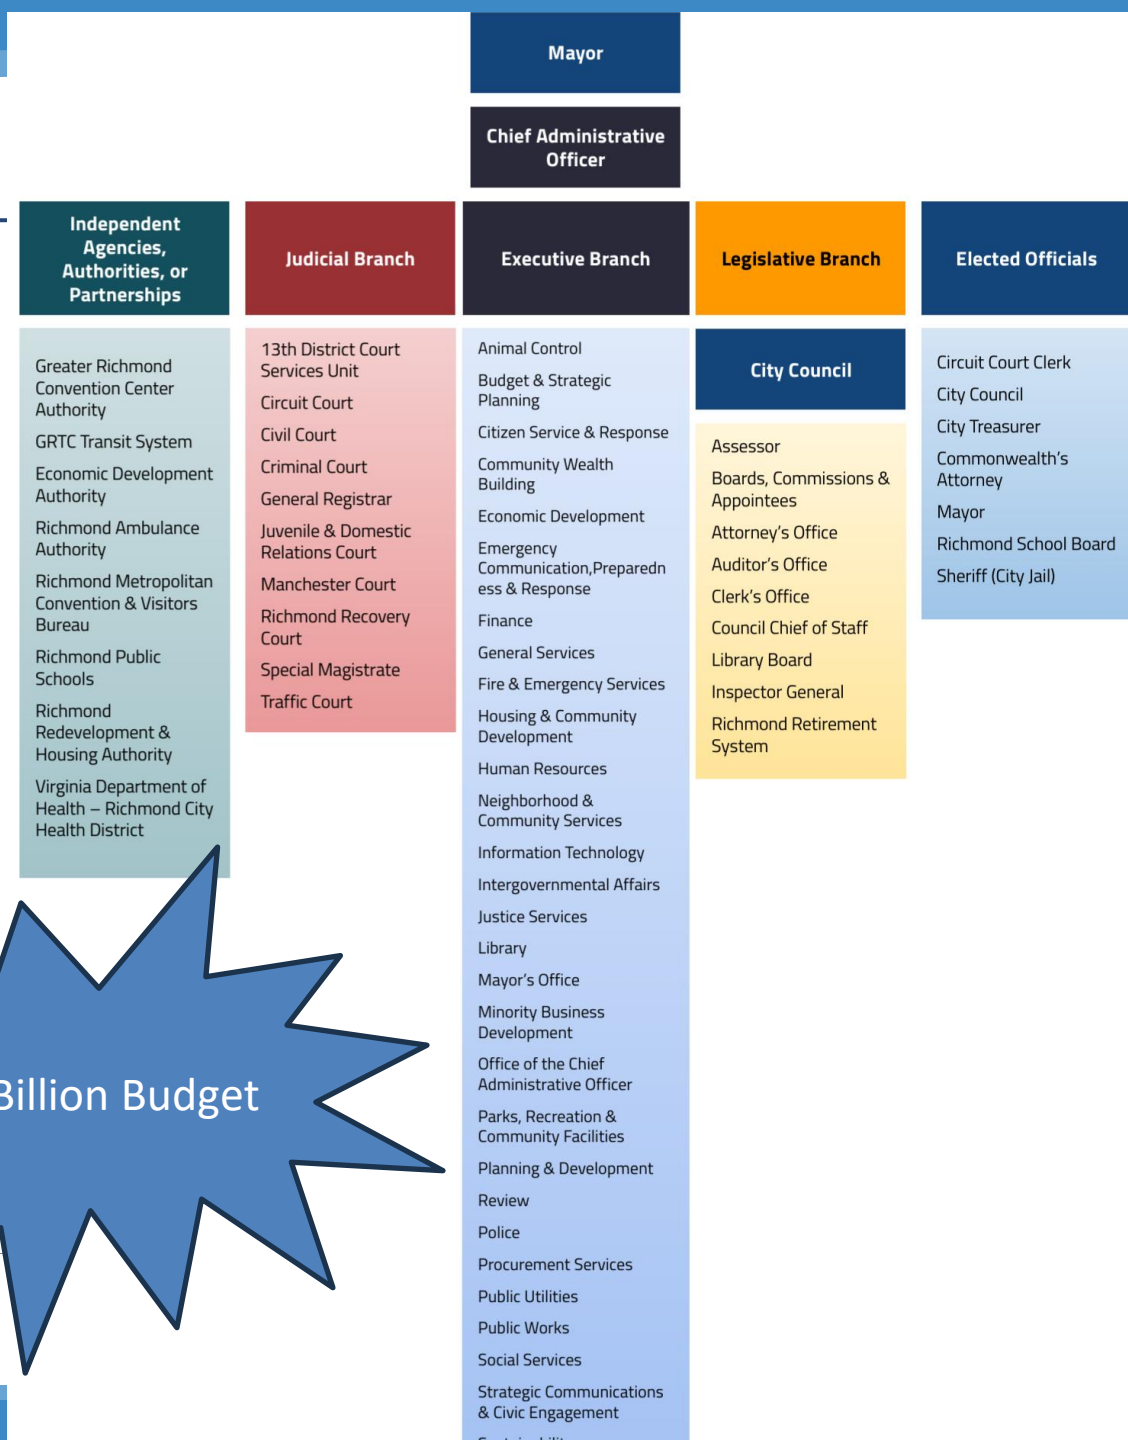 Mayor
Chief Administrative
Officer
Independent
Agencies,
Authorities, or
Partnerships
Greater Richmond
Convention Center
Authority
GRTC Transit System
Economic Development
Authority
Richmond Ambulance
Authority
Richmond Metropolitan
Convention & Visitors
Bureau
Richmond Public
Schools
Richmond
Redevelopment &
Housing Authority
Virginia Department of
Health – Richmond City
Health District
Judicial Branch
13th District Court
Services Unit
Circuit Court
Civil Court
Criminal Court
General Registrar
Juvenile & Domestic
Relations Court
Manchester Court
Richmond Recovery
Court
Special Magistrate
Traffic Court
Executive Branch
Animal Control
Budget & Strategic
Planning
Citizen Service & Response
Community Wealth
Building
Economic Development
Emergency
Communication,Preparedn
ess & Response
Finance
General Services
Fire & Emergency Services
Housing & Community
Development
Human Resources
Neighborhood &
Community Services
Information Technology
Intergovernmental Affairs
Justice Services
Library
Mayor's Office
Minority Business
Development
Office of the Chief
Administrative Officer
Parks, Recreation &
Community Facilities
Planning & Development
Review
Police
Procurement Services
Public Utilities
Public Works
Social Services
Strategic Communications
& Civic Engagement
Legislative Branch
City Council
Assessor
Boards, Commissions &
Appointees
Attorney's Office
Auditor's Office
Clerk's Office
Council Chief of Staff
Library Board
Inspector General
Richmond Retirement
System
Elected Officials
Circuit Court Clerk
City Council
City Treasurer
Commonwealth's
Attorney
Mayor
Richmond School Board
Sheriff (City Jail)
Billion Budget